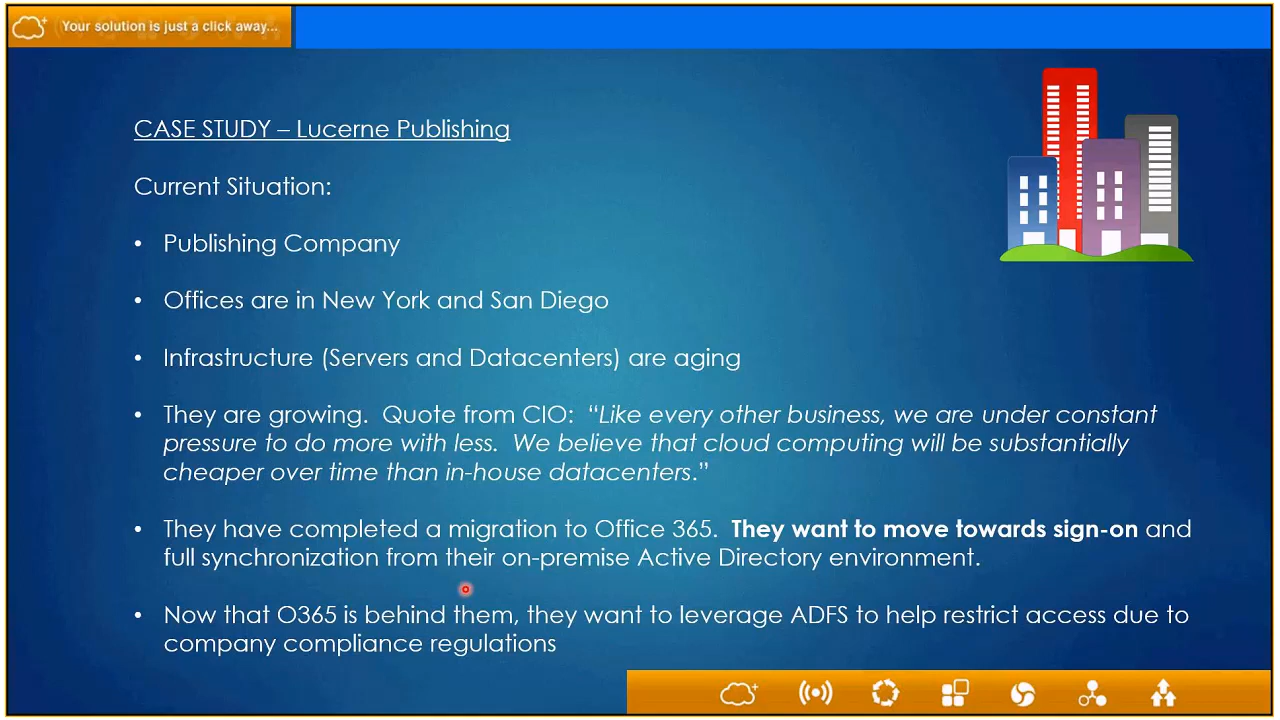 Your solution is just a click away...
CASE STUDY – Lucerne Publishing
Current Situation:
• Publishing Company
• Offices are in New York and San Diego
• Infrastructure (Servers and Datacenters) are aging
• They are growing.  Quote from CIO:  “Like every other business, we are under constant
pressure to do more with less.  We believe that cloud computing will be substantially
cheaper over time than in-house datacenters.”
• They have completed a migration to Office 365.  They want to move towards sign-on and
full synchronization from their on-premise Active Directory environment.
• Now that O365 is behind them, they want to leverage ADFS to help restrict access due to
company compliance regulations